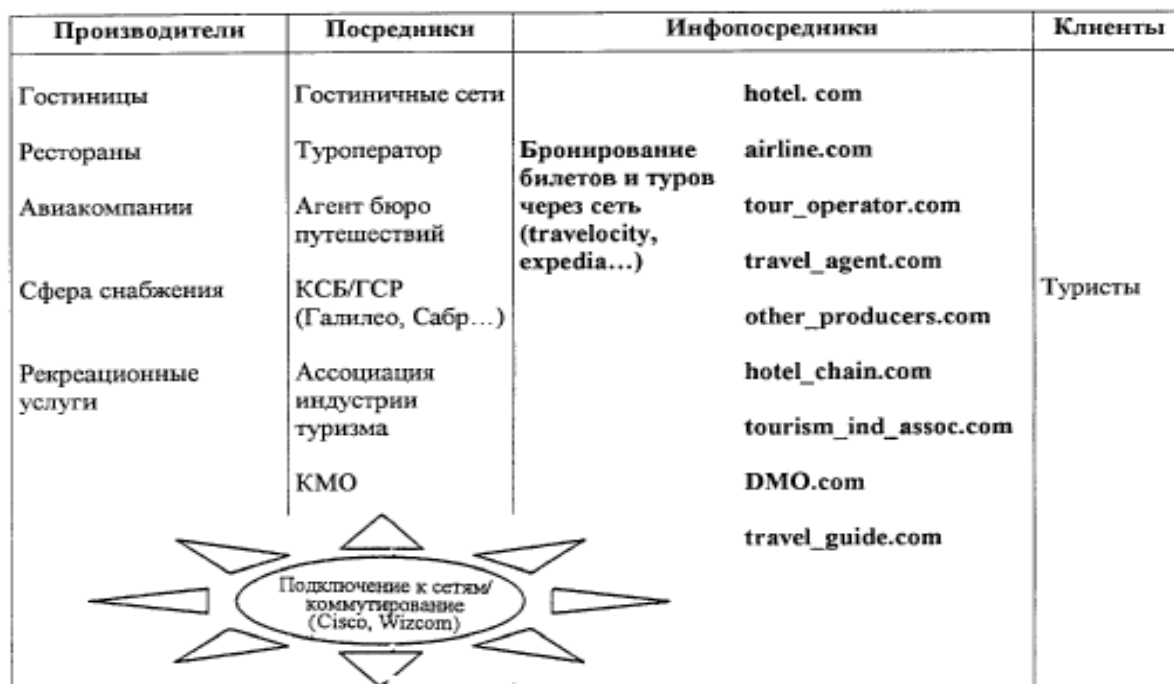 Производители
Посредники
Инфопосредники
Клиенты
Гостиницы
Рестораны
Авиакомпании
Сфера снабжения
Рекреационные
услуги
Гостиничные сети
Туроператор
Агент бюро
путешествий
КСБ/ГСР
(Галилео, Сабр...)
Ассоциация
индустрии
туризма
КМО
Бронирование
билетов и туров
через сеть
(travelocity,
expedia...)
hotel. com
airline.com
tour_operator.com
travel_agent.com
other_producers.com
hotel_chain.com
tourism_ind_assoc.com
DMO.com
travel_guide.com
Туристы
Подключение к сетям/
коммутирование
(Cisco, Wizcom)